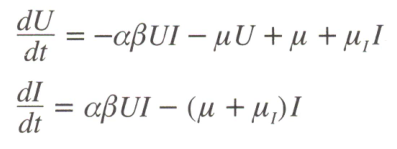 dU/dt = -αβUI - μU + μ + μ_I I
dI/dt = αβUI - (μ + μ_I)I